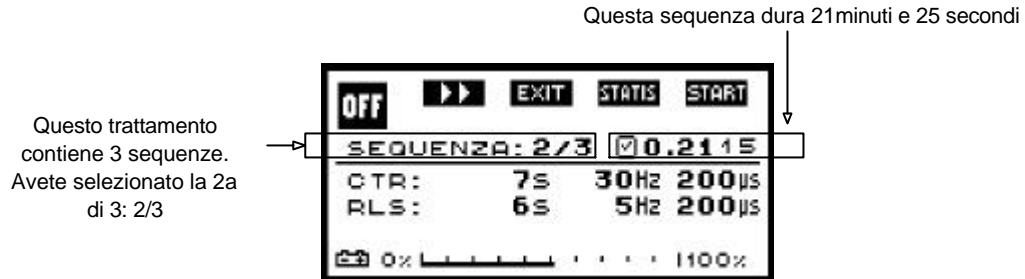 Questa sequenza dura 21minuti e 25 secondi
OFF EXIT STATIS START
Questo trattamento
contiene 3 sequenze.
Avete selezionato la 2a
di 3: 2/3
SEQUENZA: 2/3 0.2115
CTR: 7s 30Hz 200µs
RLS: 6s 5Hz 200µs
0% 100%